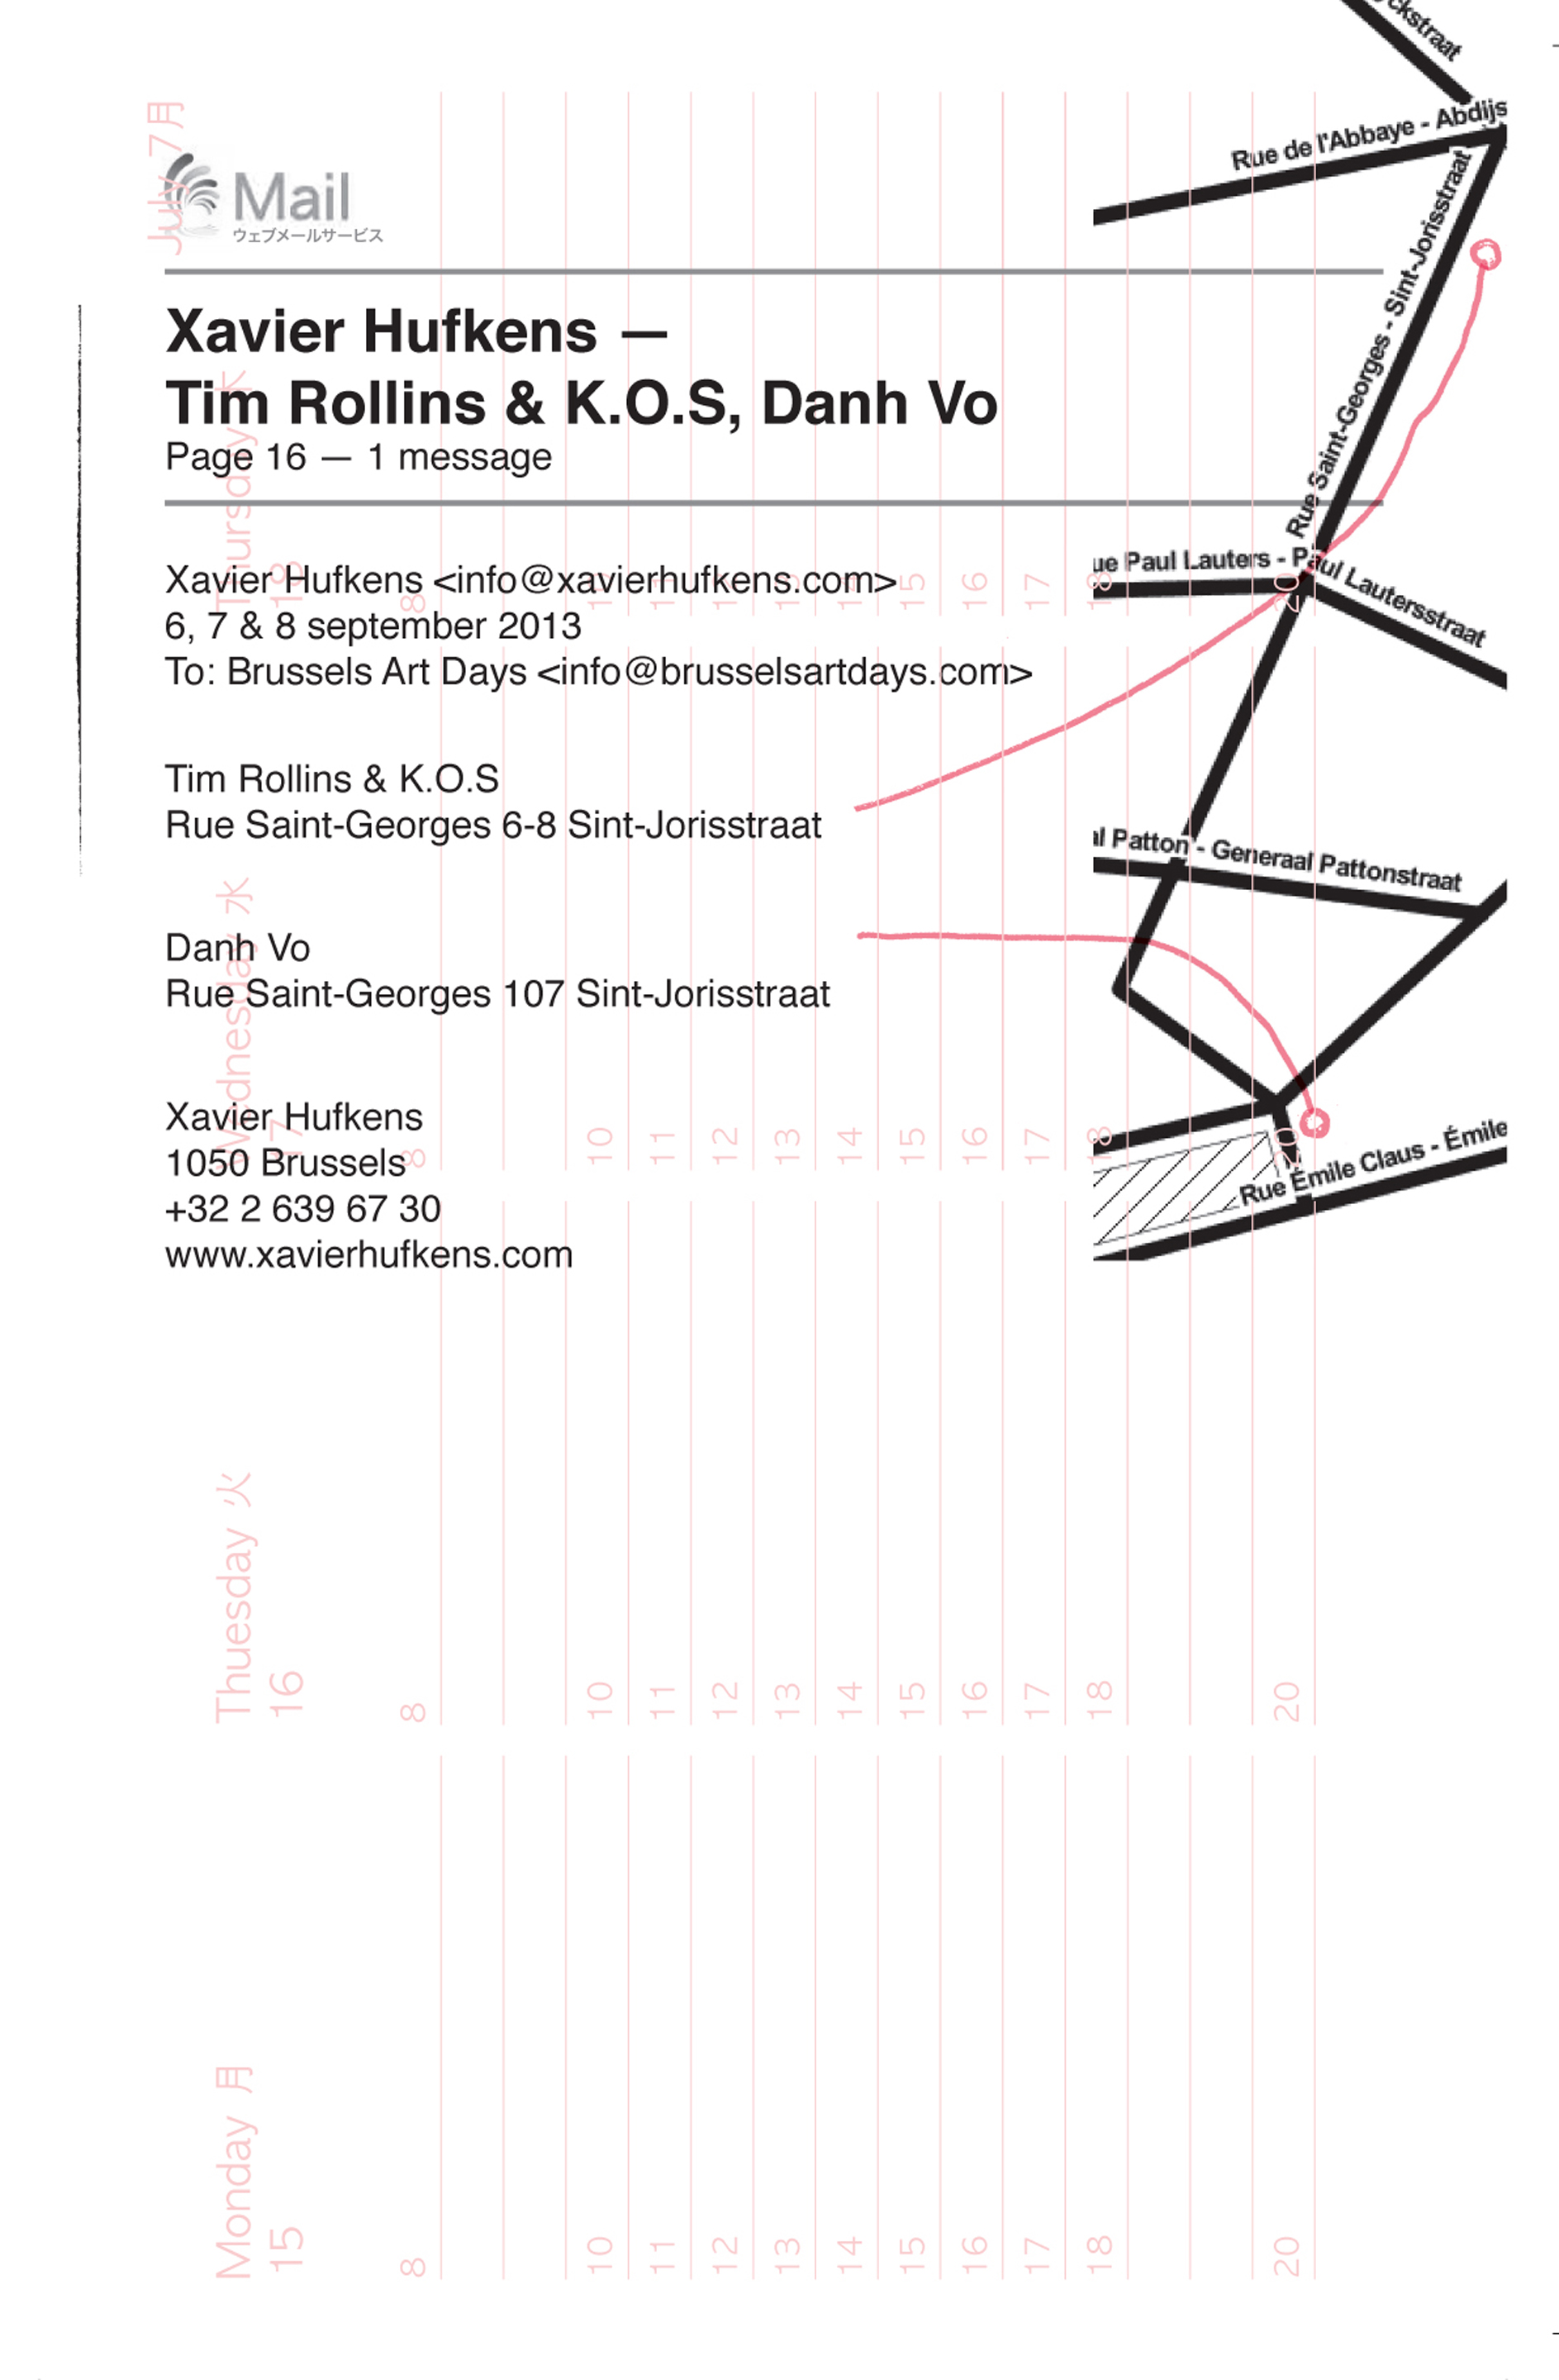 July 7月
Mail
ウェブメールサービス
Xavier Hufkens —
Tim Rollins & K.O.S, Danh Vo
Page 16 — 1 message
Xavier Hufkens <info@xavierhufkens.com>
6, 7 & 8 september 2013
To: Brussels Art Days <info@brusselsartdays.com>
Tim Rollins & K.O.S
Rue Saint-Georges 6-8 Sint-Jorisstraat
Danh Vo
Rue Saint-Georges 107 Sint-Jorisstraat
Xavier Hufkens
1050 Brussels
+32 2 639 67 30
www.xavierhufkens.com
ckstraat
Rue de l'Abbaye - Abdijs
Rue Saint-Georges - Sint-Jorisstraat
ue Paul Lauters - Paul Lautersstraat
al Patton - Generaal Pattonstraat
Rue Émile Claus - Émile
Thursday 木
18
8 10 11 12 13 14 15 16 17 18 20
Wednesday 水
17
8 10 11 12 13 14 15 16 17 18 20
Thuesday 火
16
8 10 11 12 13 14 15 16 17 18 20
Monday 月
15
8 10 11 12 13 14 15 16 17 18 20